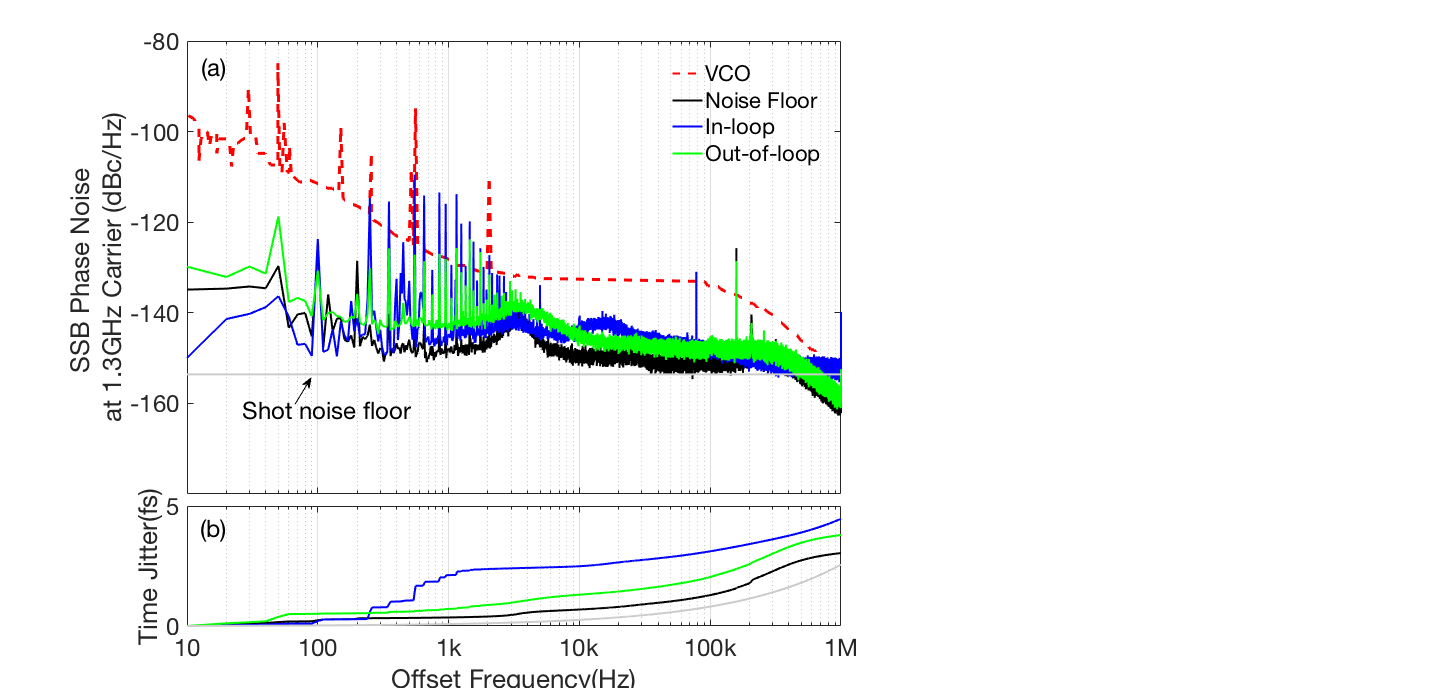 -80
(a)
VCO
Noise Floor
In-loop
Out-of-loop
-100
-120
-140
-160
SSB Phase Noise
at 1.3GHz Carrier (dBc/Hz)
Shot noise floor
5
(b)
0
Time Jitter(fs)
10
100
1k
10k
100k
1M
Offset Frequency(Hz)